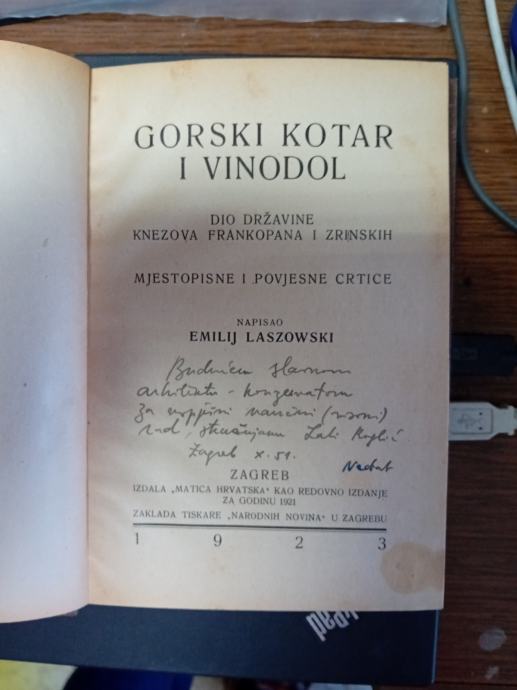 GORSKI KOTAR
I VINODOL
DIO DRŽAVINE
KNEZOVA FRANKOPANA I ZRINSKIH
MJESTOPISNE I POVJESNE CRTICE
NAPISAO
EMILIJ LASZOWSKI
Budućem slavnom
arhitektu - konzervatoru
za naučni
rad,
Zagreb x. 51.
ZAGREB
IZDALA „MATICA HRVATSKA" KAO REDOVNO IZDANJE
ZA GODINU 1921
ZAKLADA TISKARE „NARODNIH NOVINA" U ZAGREBU
1 9 2 3